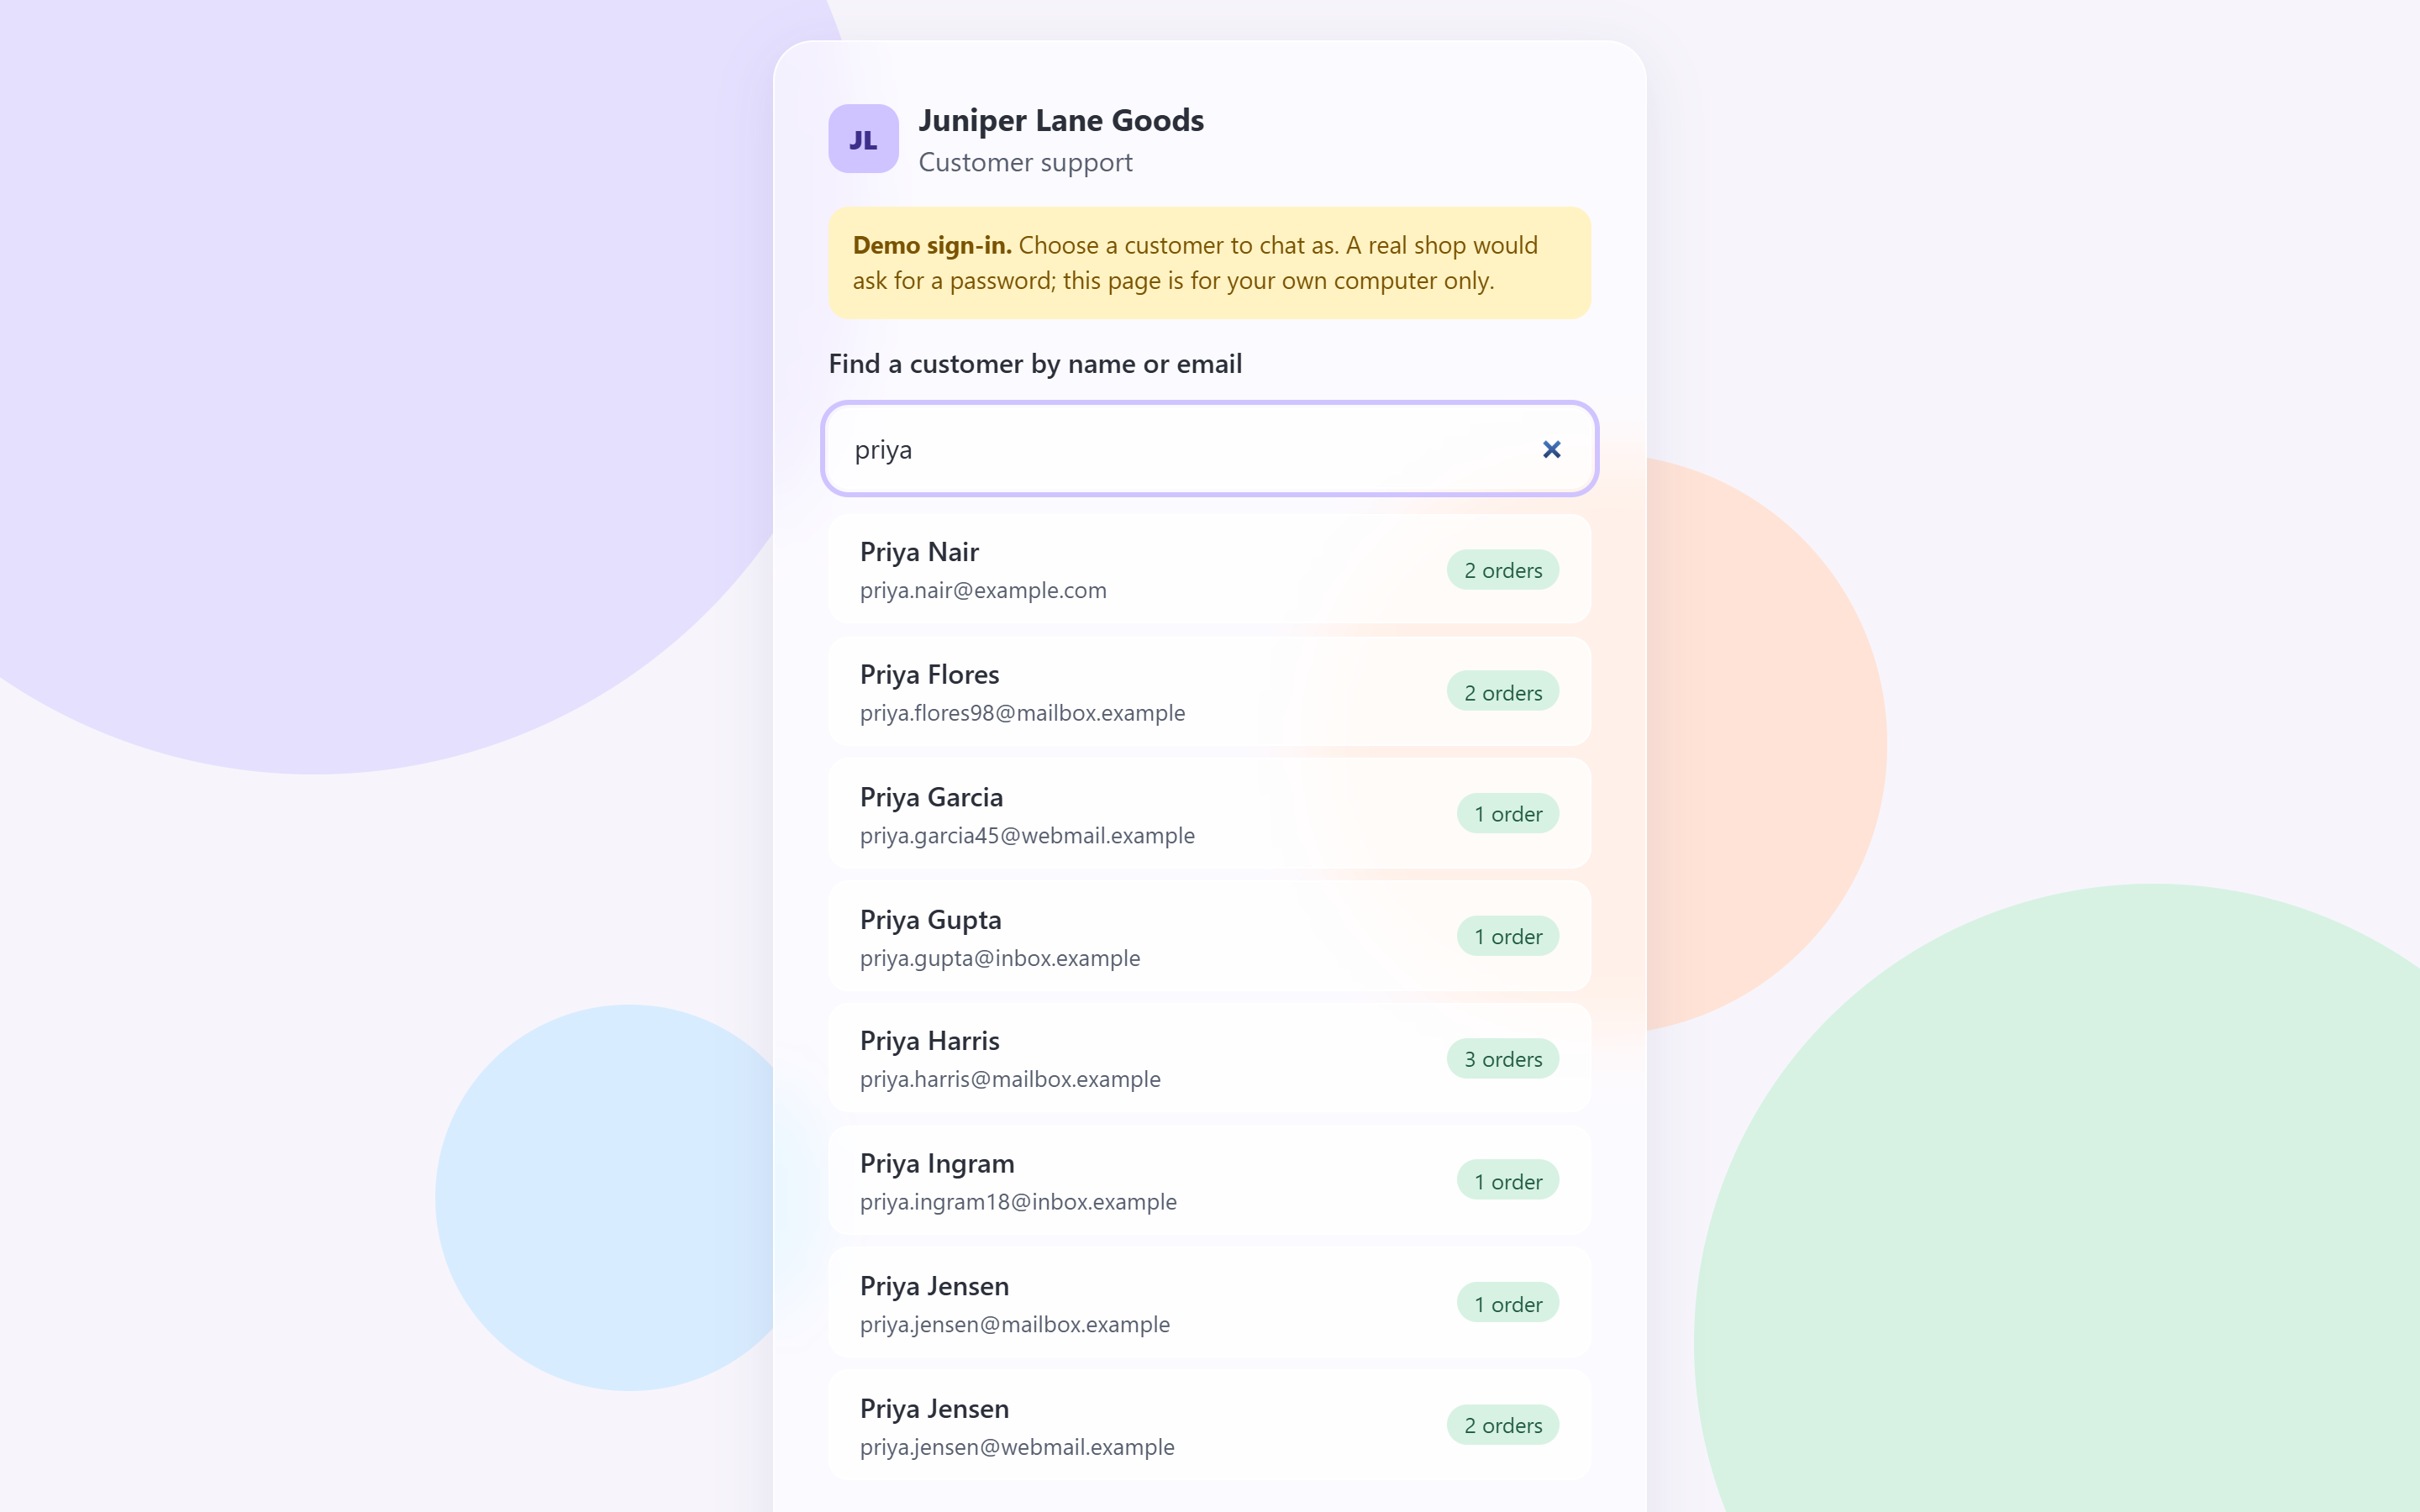 JL
Juniper Lane Goods
Customer support
Demo sign-in. Choose a customer to chat as. A real shop would
ask for a password; this page is for your own computer only.
Find a customer by name or email
priya
Priya Nair
priya.nair@example.com
2 orders
Priya Flores
priya.flores98@mailbox.example
2 orders
Priya Garcia
priya.garcia45@webmail.example
1 order
Priya Gupta
priya.gupta@inbox.example
1 order
Priya Harris
priya.harris@mailbox.example
3 orders
Priya Ingram
priya.ingram18@inbox.example
1 order
Priya Jensen
priya.jensen@mailbox.example
1 order
Priya Jensen
priya.jensen@webmail.example
2 orders